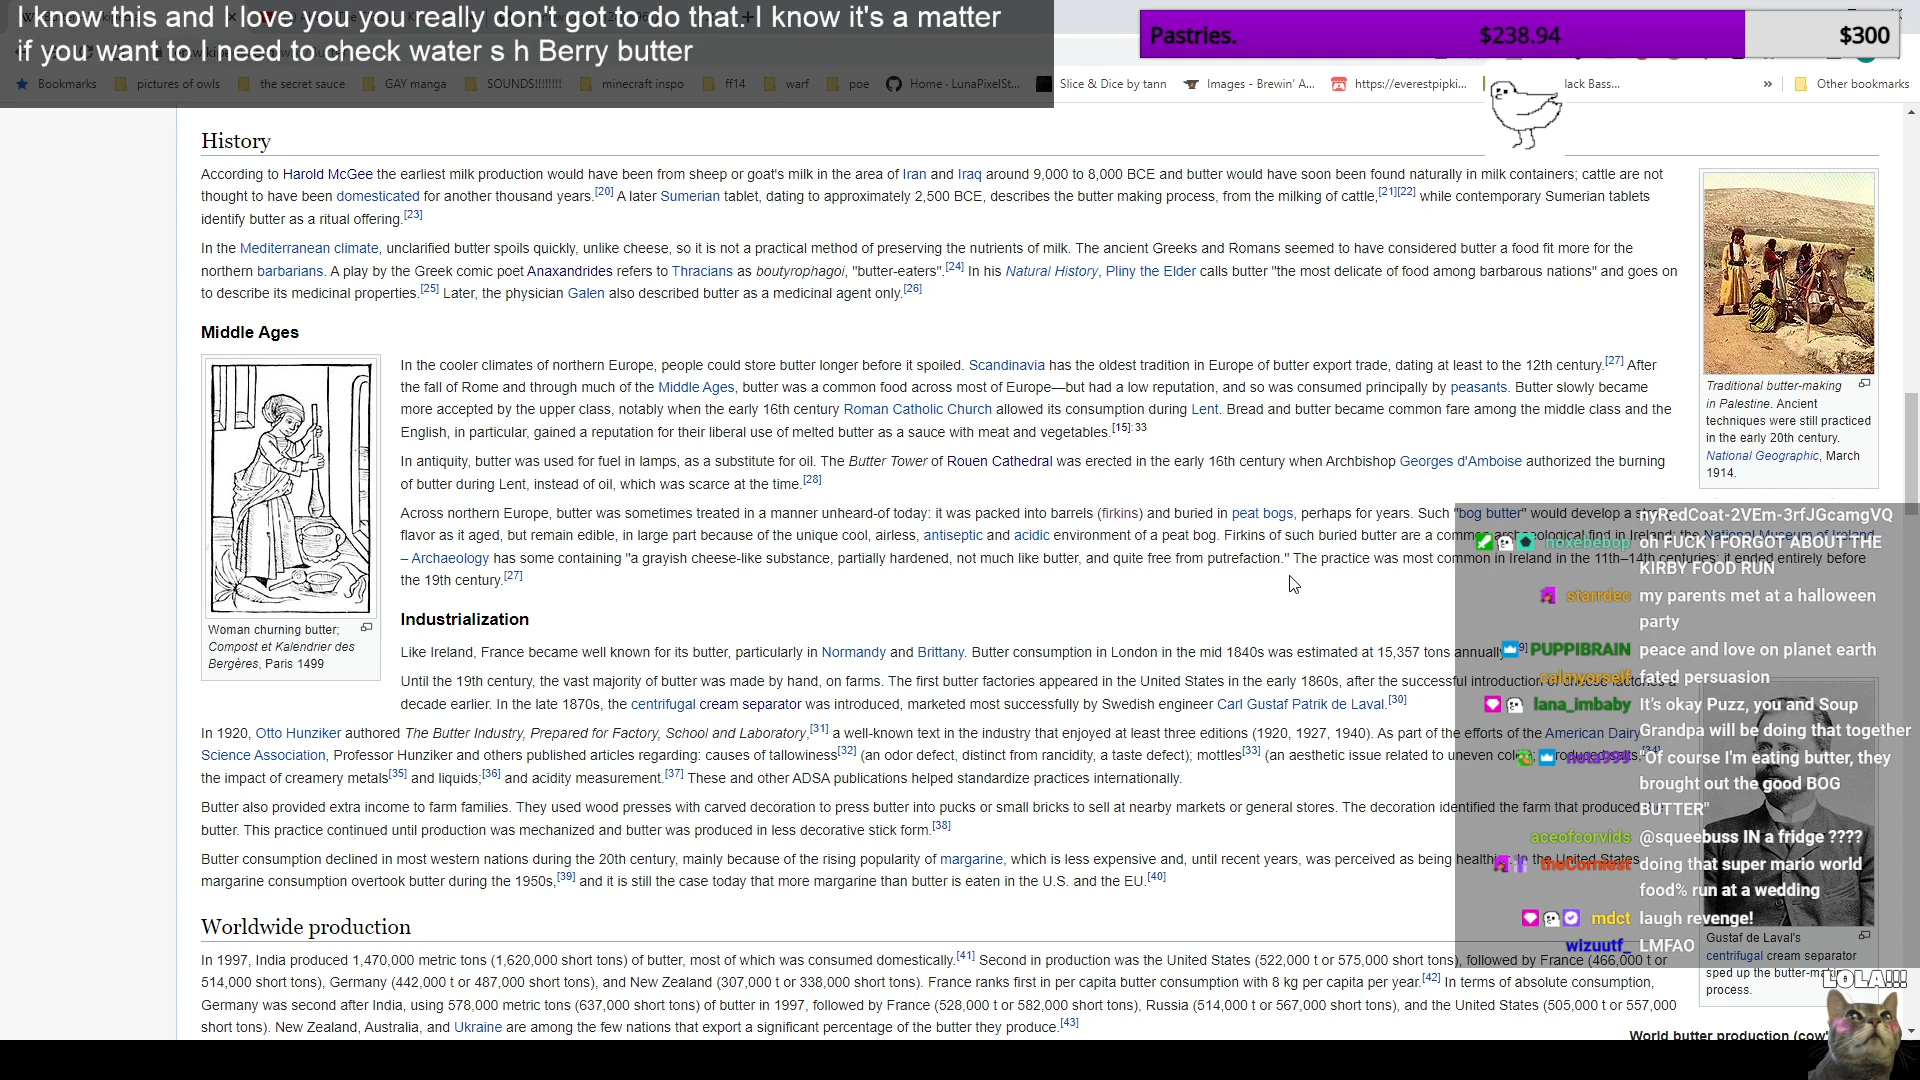 I know this and I love you you really don't got to do that. I know it's a matter
if you want to I need to check water s h Berry butter
Pastries. $238.94 $300
Bookmarks pictures of owls the secret sauce GAY manga SOUNDS!!!!!!!! minecraft inspo ff14 warf poe Home · LunaPixelSt... Slice & Dice by tann Images - Brewin' A... https://everestpipki... lack Bass... » Other bookmarks
History
According to Harold McGee the earliest milk production would have been from sheep or goat's milk in the area of Iran and Iraq around 9,000 to 8,000 BCE and butter would have soon been found naturally in milk containers; cattle are not
thought to have been domesticated for another thousand years.[20] A later Sumerian tablet, dating to approximately 2,500 BCE, describes the butter making process, from the milking of cattle,[21][22] while contemporary Sumerian tablets
identify butter as a ritual offering.[23]
In the Mediterranean climate, unclarified butter spoils quickly, unlike cheese, so it is not a practical method of preserving the nutrients of milk. The ancient Greeks and Romans seemed to have considered butter a food fit more for the
northern barbarians. A play by the Greek comic poet Anaxandrides refers to Thracians as boutyrophagoi, "butter-eaters".[24] In his Natural History, Pliny the Elder calls butter "the most delicate of food among barbarous nations" and goes on
to describe its medicinal properties.[25] Later, the physician Galen also described butter as a medicinal agent only.[26]
Traditional butter-making
in Palestine. Ancient
techniques were still practiced
in the early 20th century.
National Geographic, March
1914.
Middle Ages
In the cooler climates of northern Europe, people could store butter longer before it spoiled. Scandinavia has the oldest tradition in Europe of butter export trade, dating at least to the 12th century.[27] After
the fall of Rome and through much of the Middle Ages, butter was a common food across most of Europe—but had a low reputation, and so was consumed principally by peasants. Butter slowly became
more accepted by the upper class, notably when the early 16th century Roman Catholic Church allowed its consumption during Lent. Bread and butter became common fare among the middle class and the
English, in particular, gained a reputation for their liberal use of melted butter as a sauce with meat and vegetables.[15]: 33
In antiquity, butter was used for fuel in lamps, as a substitute for oil. The Butter Tower of Rouen Cathedral was erected in the early 16th century when Archbishop Georges d'Amboise authorized the burning
of butter during Lent, instead of oil, which was scarce at the time.[28]
Across northern Europe, butter was sometimes treated in a manner unheard-of today: it was packed into barrels (firkins) and buried in peat bogs, perhaps for years. Such "bog butter" would develop a
flavor as it aged, but remain edible, in large part because of the unique cool, airless, antiseptic and acidic environment of a peat bog. Firkins of such buried butter are a common archaeological find in Ireland; the National Museum of Ireland
– Archaeology has some containing "a grayish cheese-like substance, partially hardened, not much like butter, and quite free from putrefaction." The practice was most common in Ireland in the 11th–14th centuries; it ended entirely before
the 19th century.[27]
Woman churning butter;
Compost et Kalendrier des
Bergères, Paris 1499
Industrialization
Like Ireland, France became well known for its butter, particularly in Normandy and Brittany. Butter consumption in London in the mid 1840s was estimated at 15,357 tons annually
Until the 19th century, the vast majority of butter was made by hand, on farms. The first butter factories appeared in the United States in the early 1860s, after the successful introduction of cheese factories a
decade earlier. In the late 1870s, the centrifugal cream separator was introduced, marketed most successfully by Swedish engineer Carl Gustaf Patrik de Laval.[30]
In 1920, Otto Hunziker authored The Butter Industry, Prepared for Factory, School and Laboratory,[31] a well-known text in the industry that enjoyed at least three editions (1920, 1927, 1940). As part of the efforts of the American Dairy
Science Association, Professor Hunziker and others published articles regarding: causes of tallowiness[32] (an odor defect, distinct from rancidity, a taste defect); mottles[33] (an aesthetic issue related to uneven
the impact of creamery metals[35] and liquids;[36] and acidity measurement.[37] These and other ADSA publications helped standardize practices internationally.
Butter also provided extra income to farm families. They used wood presses with carved decoration to press butter into pucks or small bricks to sell at nearby markets or general stores. The decoration identified the farm that produced
butter. This practice continued until production was mechanized and butter was produced in less decorative stick form.[38]
Butter consumption declined in most western nations during the 20th century, mainly because of the rising popularity of margarine, which is less expensive and, until recent years, was perceived as being healthier. In the United States,
margarine consumption overtook butter during the 1950s,[39] and it is still the case today that more margarine than butter is eaten in the U.S. and the EU.[40]
nyRedCoat-2VEm-3rfJGcamgVQ
noxebebop oh FUCK I FORGOT ABOUT THE
KIRBY FOOD RUN
starrdec my parents met at a halloween
party
PUPPIBRAIN peace and love on planet earth
calmyorself fated persuasion
lana_imbaby It's okay Puzz, you and Soup
Grandpa will be doing that together
nota999 "Of course I'm eating butter, they
brought out the good BOG
BUTTER"
aceofcorvids @squeebuss IN a fridge ????
theCorniest doing that super mario world
food% run at a wedding
mdct laugh revenge!
wizuutf_ LMFAO
Gustaf de Laval's
centrifugal cream separator
sped up the butter-making
process.
LOLA!!!
Worldwide production
In 1997, India produced 1,470,000 metric tons (1,620,000 short tons) of butter, most of which was consumed domestically.[41] Second in production was the United States (522,000 t or 575,000 short tons), followed by France (466,000 t or
514,000 short tons), Germany (442,000 t or 487,000 short tons), and New Zealand (307,000 t or 338,000 short tons). France ranks first in per capita butter consumption with 8 kg per capita per year.[42] In terms of absolute consumption,
Germany was second after India, using 578,000 metric tons (637,000 short tons) of butter in 1997, followed by France (528,000 t or 582,000 short tons), Russia (514,000 t or 567,000 short tons), and the United States (505,000 t or 557,000
short tons). New Zealand, Australia, and Ukraine are among the few nations that export a significant percentage of the butter they produce.[43]
World butter production (cow'